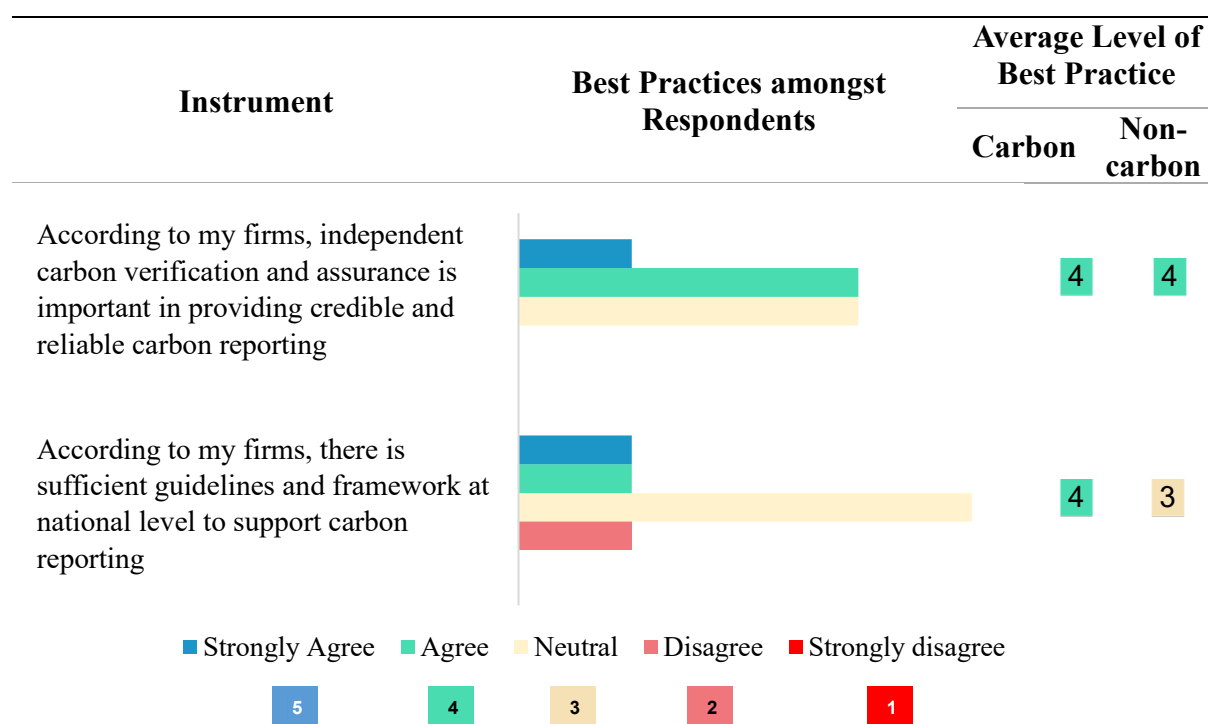 Instrument
Best Practices amongst
Respondents
Average Level of
Best Practice
Carbon
Non-
carbon
According to my firms, independent
carbon verification and assurance is
important in providing credible and
reliable carbon reporting
4
4
According to my firms, there is
sufficient guidelines and framework at
national level to support carbon
reporting
4
3
Strongly Agree Agree Neutral Disagree Strongly disagree
5 4 3 2 1